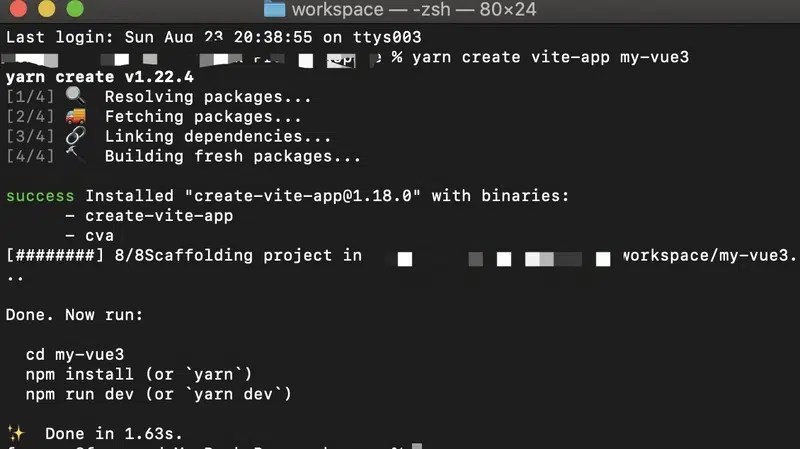 workspace — -zsh — 80×24
Last login: Sun Aug 23 20:38:55 on ttys003
% yarn create vite-app my-vue3
yarn create v1.22.4
[1/4] 🔍 Resolving packages...
[2/4] 🚚 Fetching packages...
[3/4] 🔗 Linking dependencies...
[4/4] 🔨 Building fresh packages...
success Installed "create-vite-app@1.18.0" with binaries:
- create-vite-app
- cva
[########] 8/8Scaffolding project in workspace/my-vue3.
..
Done. Now run:
cd my-vue3
npm install (or `yarn`)
npm run dev (or `yarn dev`)
✨ Done in 1.63s.